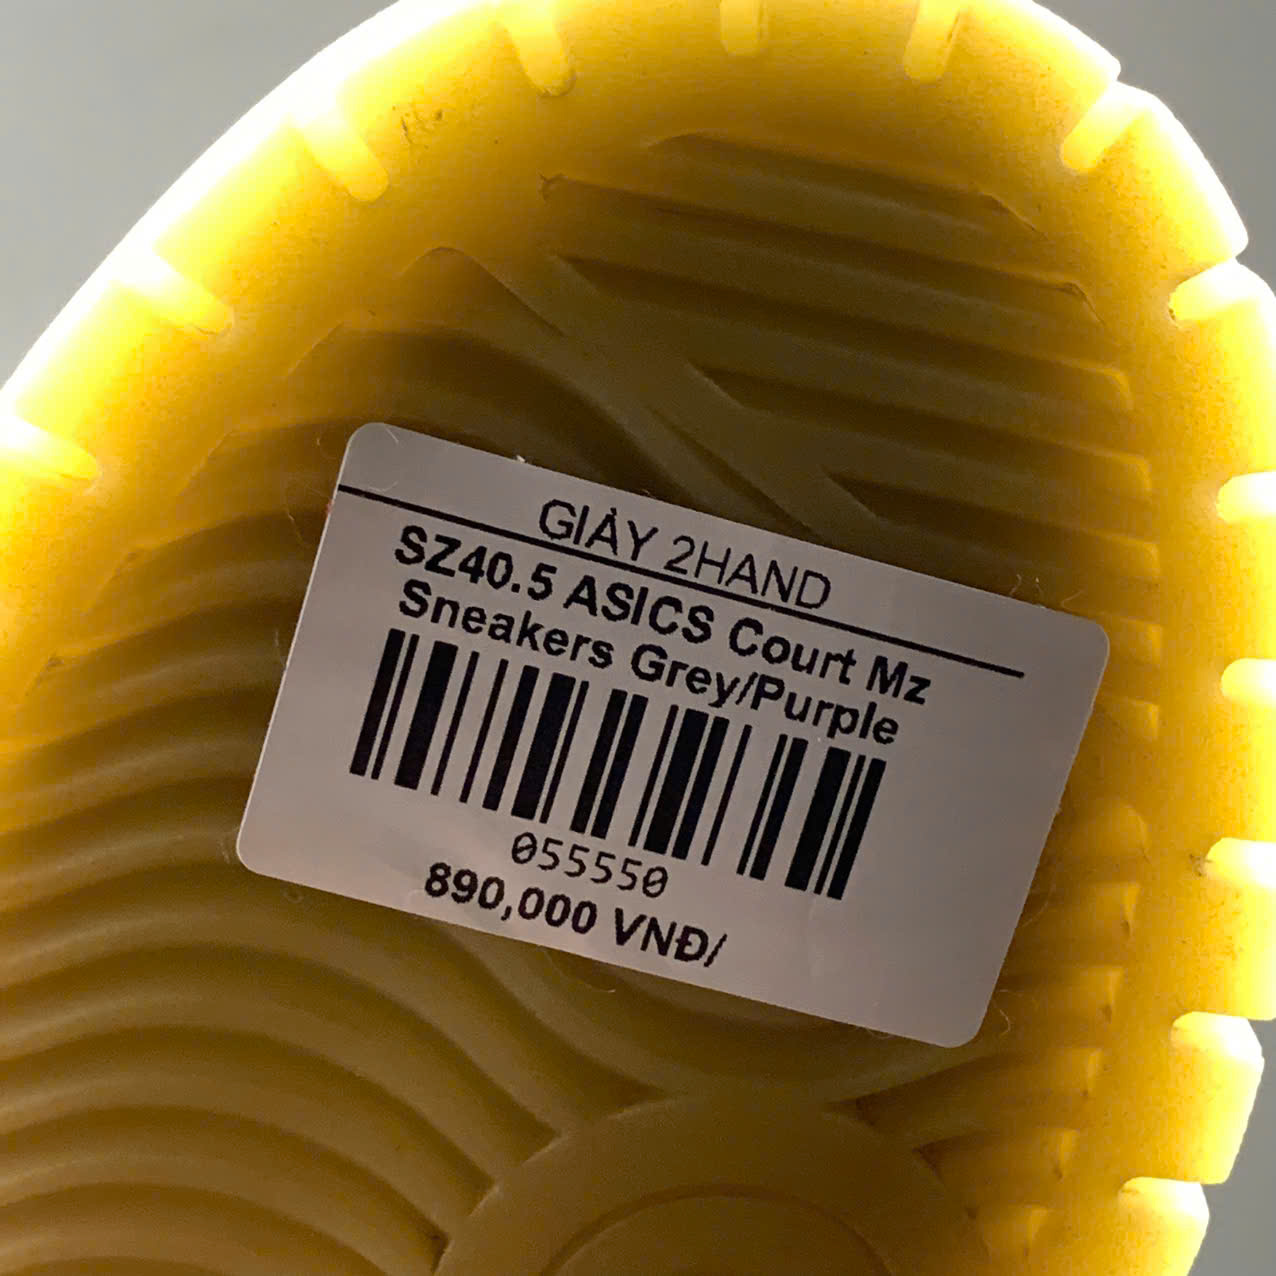 GIÀY 2HAND
SZ40.5 ASICS Court Mz
Sneakers Grey/Purple
055550
890,000 VNĐ/